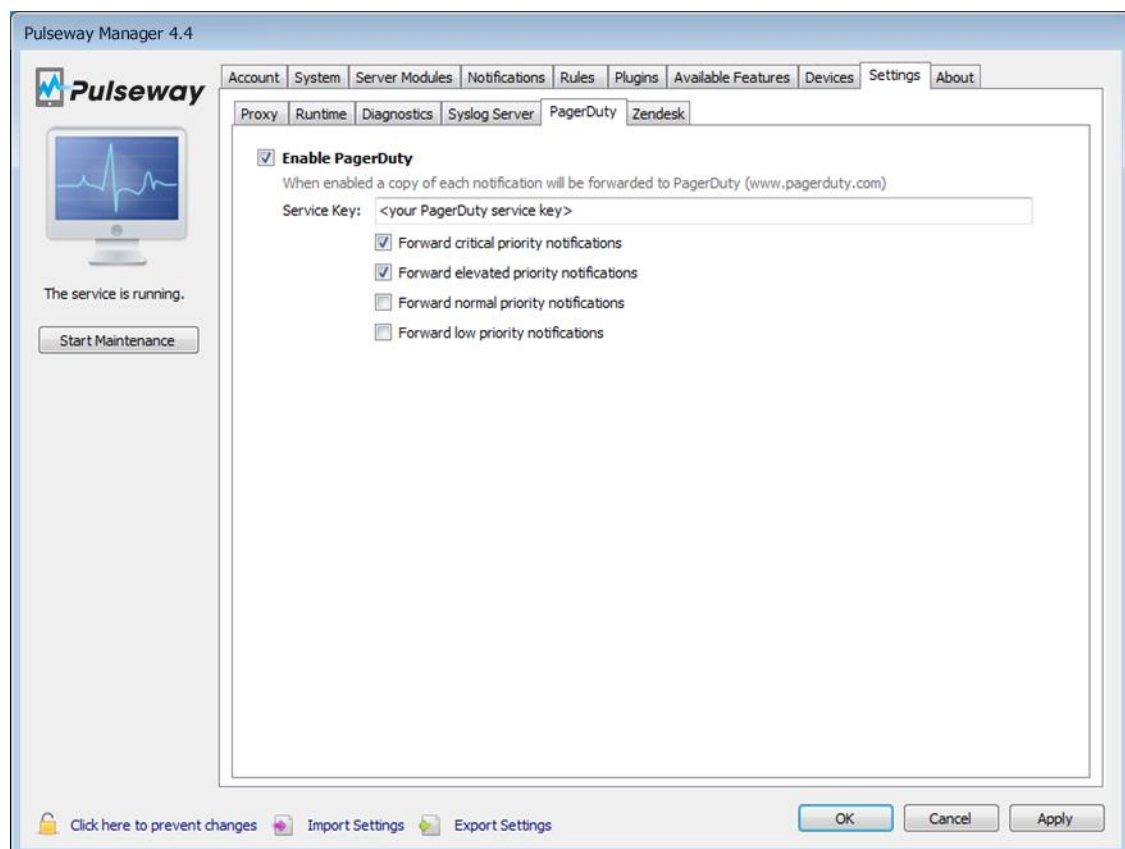 Pulseway Manager 4.4
Pulseway
Account System Server Modules Notifications Rules Plugins Available Features Devices Settings About
Proxy Runtime Diagnostics Syslog Server PagerDuty Zendesk
Enable PagerDuty
When enabled a copy of each notification will be forwarded to PagerDuty (www.pagerduty.com)
Service Key: <your PagerDuty service key>
Forward critical priority notifications
Forward elevated priority notifications
Forward normal priority notifications
Forward low priority notifications
The service is running.
Start Maintenance
Click here to prevent changes Import Settings Export Settings
OK Cancel Apply